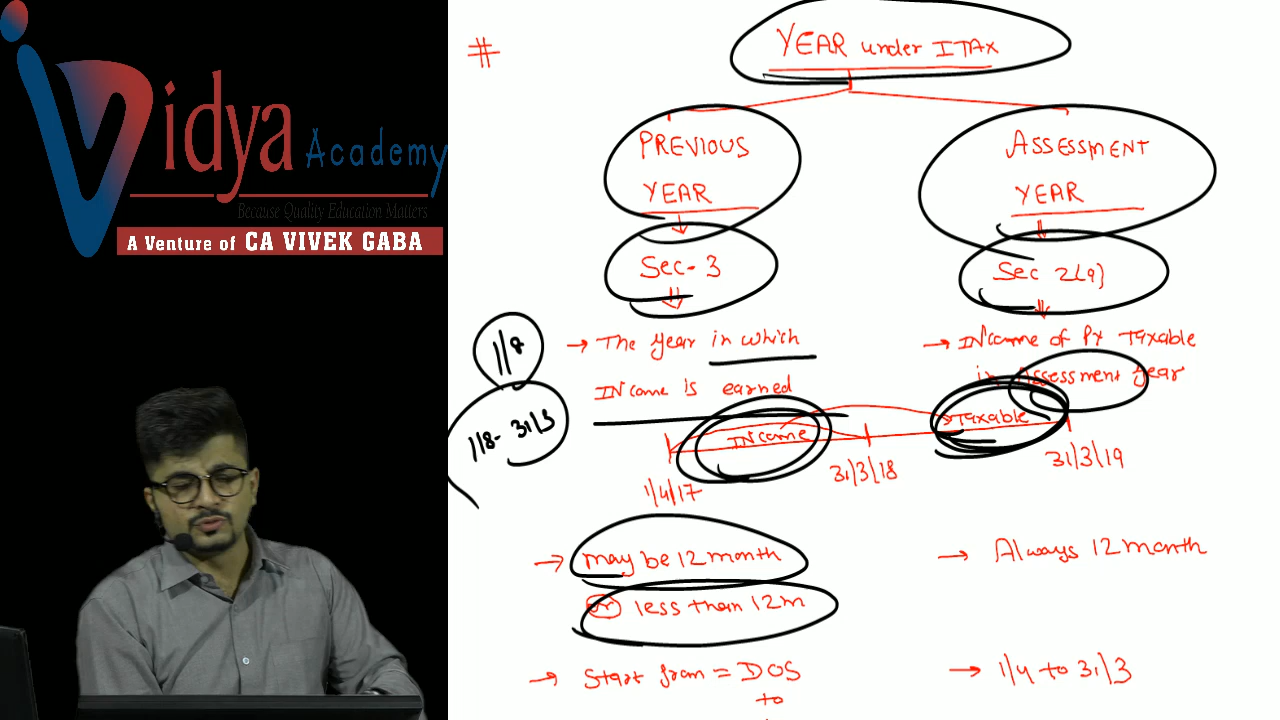 Vidya Academy
Because Quality Education Matters
A Venture of CA VIVEK GABA
#
YEAR under ITAX
PREVIOUS
YEAR
Sec-3
→ The year in which
INcome is earned
INcome
1/4/17
31/3/18
1/8
1/8- 31/3
→ may be 12 month
or less than 12m
→ Start from = DOS
to
ASSESSMENT
YEAR
Sec 2(9)
→ INcome of PY Taxable
in Assessment year
Taxable
31/3/19
→ Always 12 month
→ 1/4 to 31/3